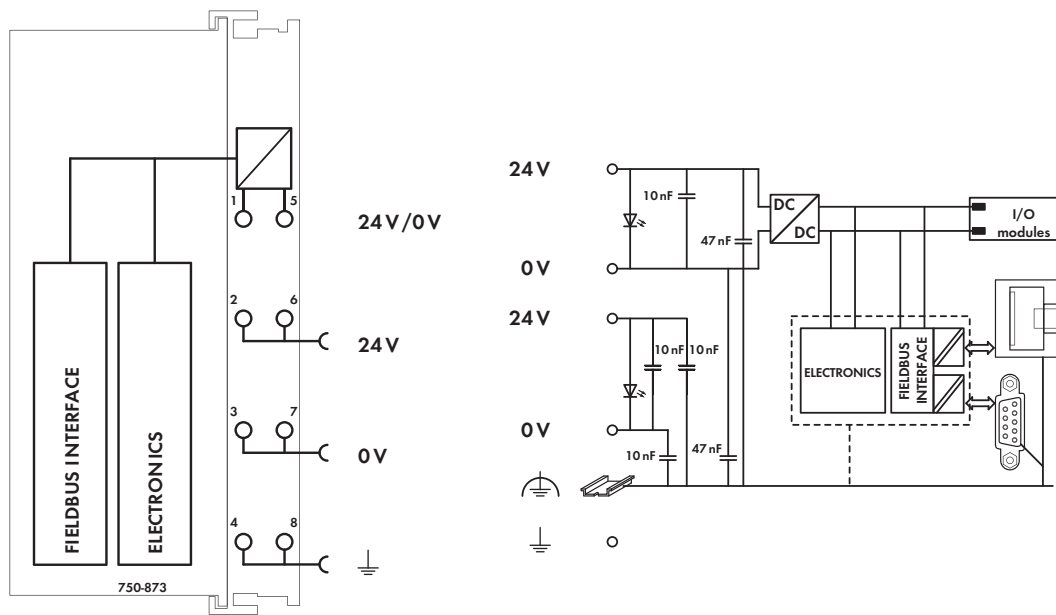 1
5
24V/0V
2
6
24V
3
7
0V
4
8
FIELDBUS INTERFACE
ELECTRONICS
750-873
24V
10nF
DC
DC
47nF
I/O
modules
0V
24V
10nF
10nF
ELECTRONICS
FIELDBUS
INTERFACE
0V
10nF
47nF